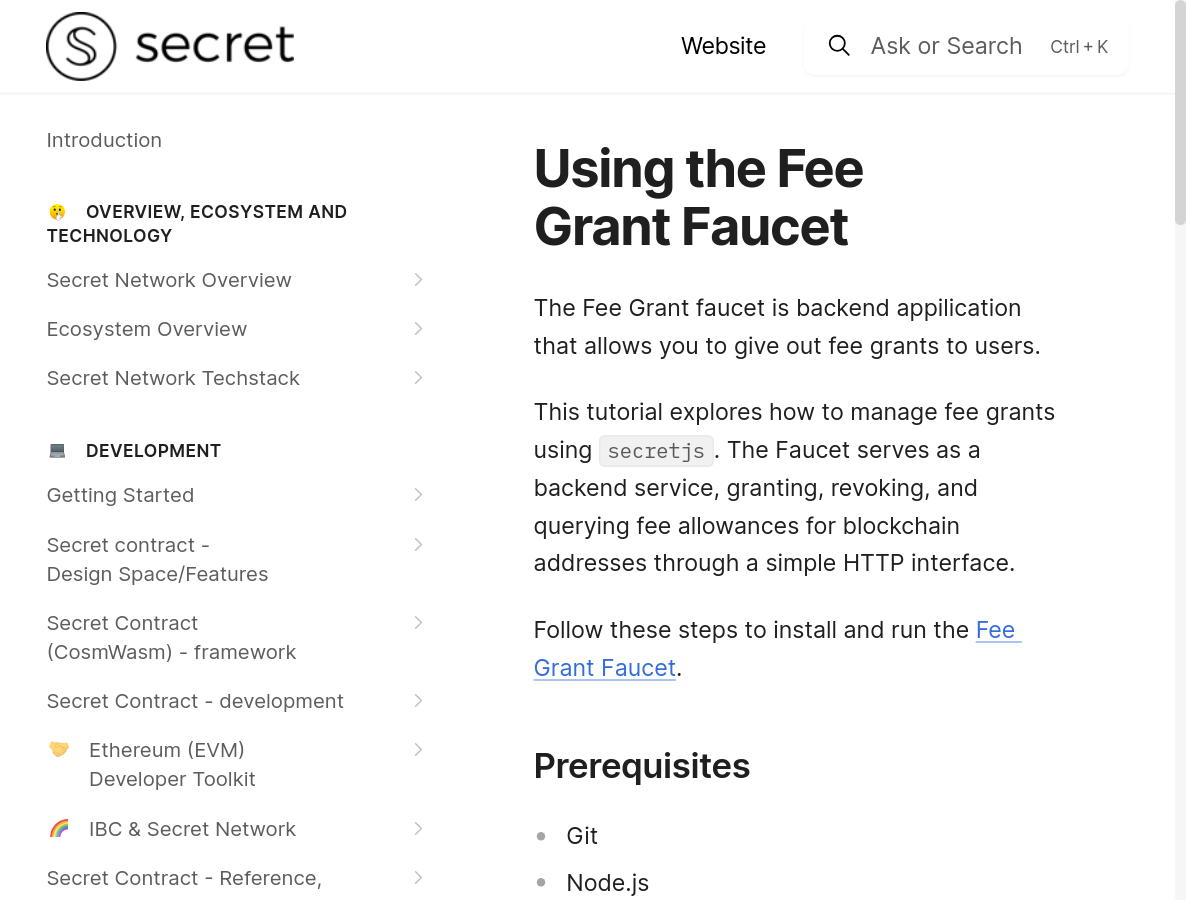 secret
Website
Ask or Search
Ctrl + K
Introduction
OVERVIEW, ECOSYSTEM AND
TECHNOLOGY
Secret Network Overview
Ecosystem Overview
Secret Network Techstack
DEVELOPMENT
Getting Started
Secret contract -
Design Space/Features
Secret Contract
(CosmWasm) - framework
Secret Contract - development
Ethereum (EVM)
Developer Toolkit
IBC & Secret Network
Secret Contract - Reference,
Using the Fee
Grant Faucet
The Fee Grant faucet is backend application
that allows you to give out fee grants to users.
This tutorial explores how to manage fee grants
using secretjs. The Faucet serves as a
backend service, granting, revoking, and
querying fee allowances for blockchain
addresses through a simple HTTP interface.
Follow these steps to install and run the Fee
Grant Faucet.
Prerequisites
Git
Node.js